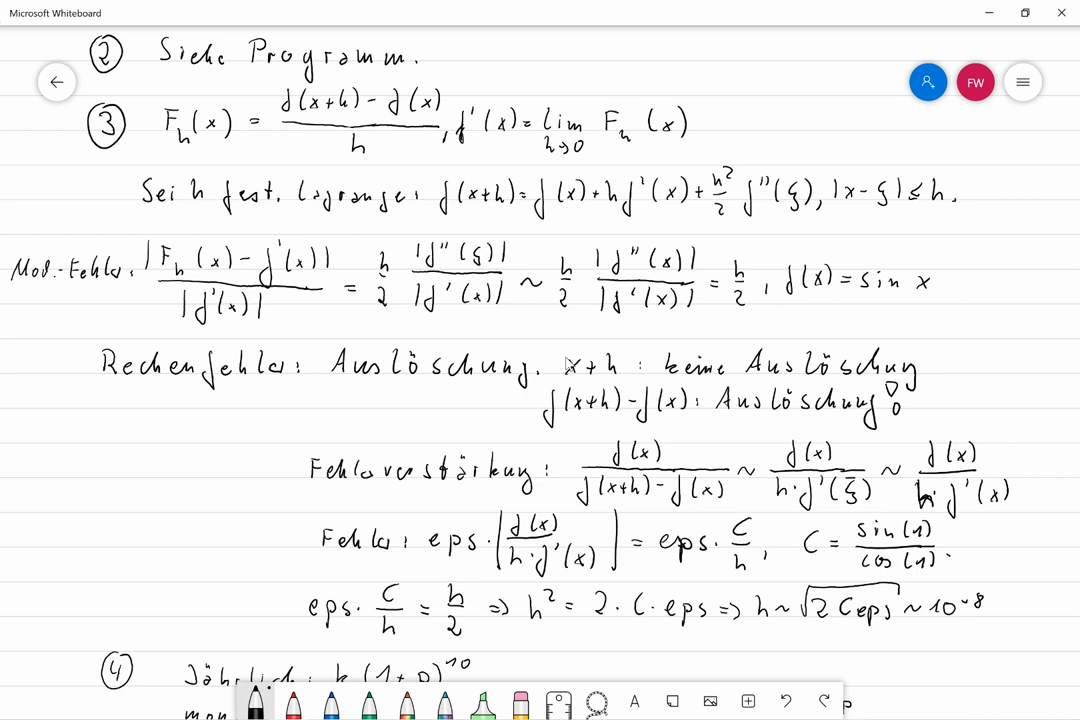 Microsoft Whiteboard
② Siehe Programm.
FW
③ F_h(x) = (f(x+h) - f(x)) / h, f'(x) = lim_{h→0} F_h(x)
Sei h fest. Lagrange: f(x+h) = f(x) + h f'(x) + h²/2 f''(ξ), |x-ξ| ≤ h.
Mod.-Fehler: |F_h(x) - f'(x)| / |f'(x)| = h/2 |f''(ξ)| / |f'(x)| ~ h/2 |f''(x)| / |f'(x)| = h/2, f(x) = sin x
Rechenfehler: Auslöschung. x+h: keine Auslöschung
f(x+h) - f(x): Auslöschung!
Fehlerverstärkung: f(x) / (f(x+h) - f(x)) ~ f(x) / (h·f'(ξ)) ~ f(x) / (h·f'(x))
Fehler: eps·|f(x) / (h·f'(x))| = eps·C/h, C = sin(1) / cos(1).
eps·C/h = h/2 ⇒ h² = 2·C·eps ⇒ h ~ √(2 C eps) ~ 10^-8
④ Jährlich: k(1+p)^10
A